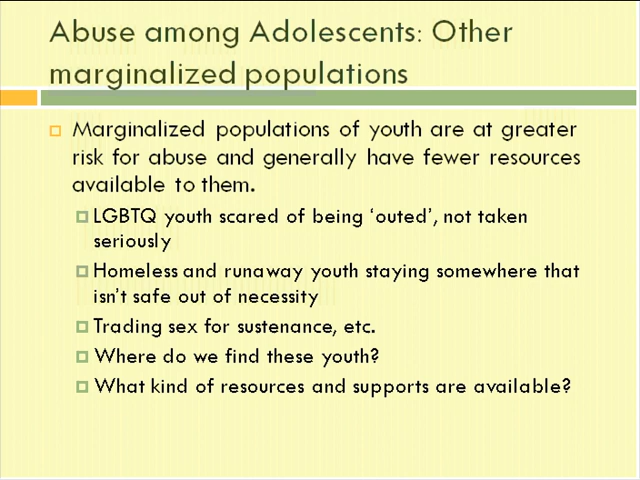 Abuse among Adolescents: Other
marginalized populations
Marginalized populations of youth are at greater
risk for abuse and generally have fewer resources
available to them.
LGBTQ youth scared of being ‘outed’, not taken
seriously
Homeless and runaway youth staying somewhere that
isn’t safe out of necessity
Trading sex for sustenance, etc.
Where do we find these youth?
What kind of resources and supports are available?